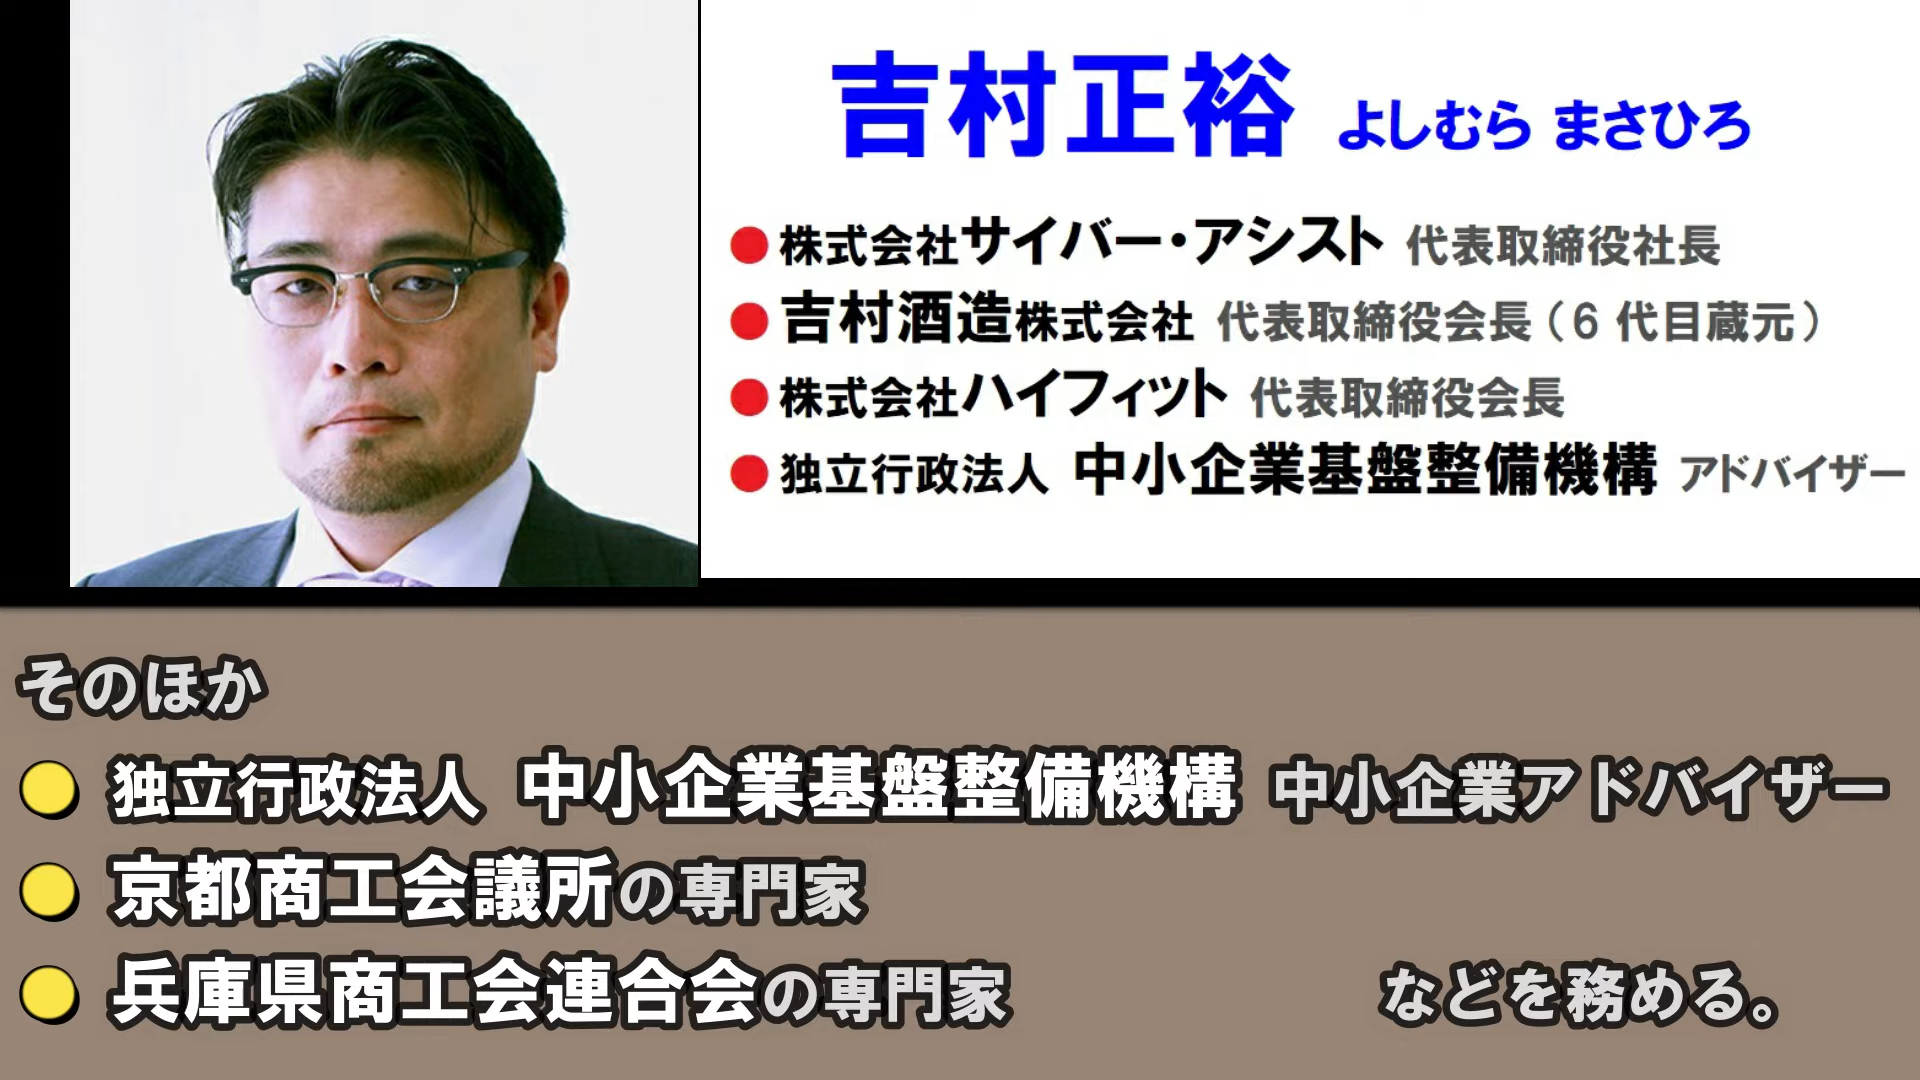 吉村正裕 よしむら まさひろ
●株式会社サイバー・アシスト 代表取締役社長
●吉村酒造株式会社 代表取締役会長（6 代目蔵元）
●株式会社ハイフィット 代表取締役会長
●独立行政法人 中小企業基盤整備機構 アドバイザー
そのほか
● 独立行政法人 中小企業基盤整備機構 中小企業アドバイザー
● 京都商工会議所の専門家
● 兵庫県商工会連合会の専門家 などを務める。